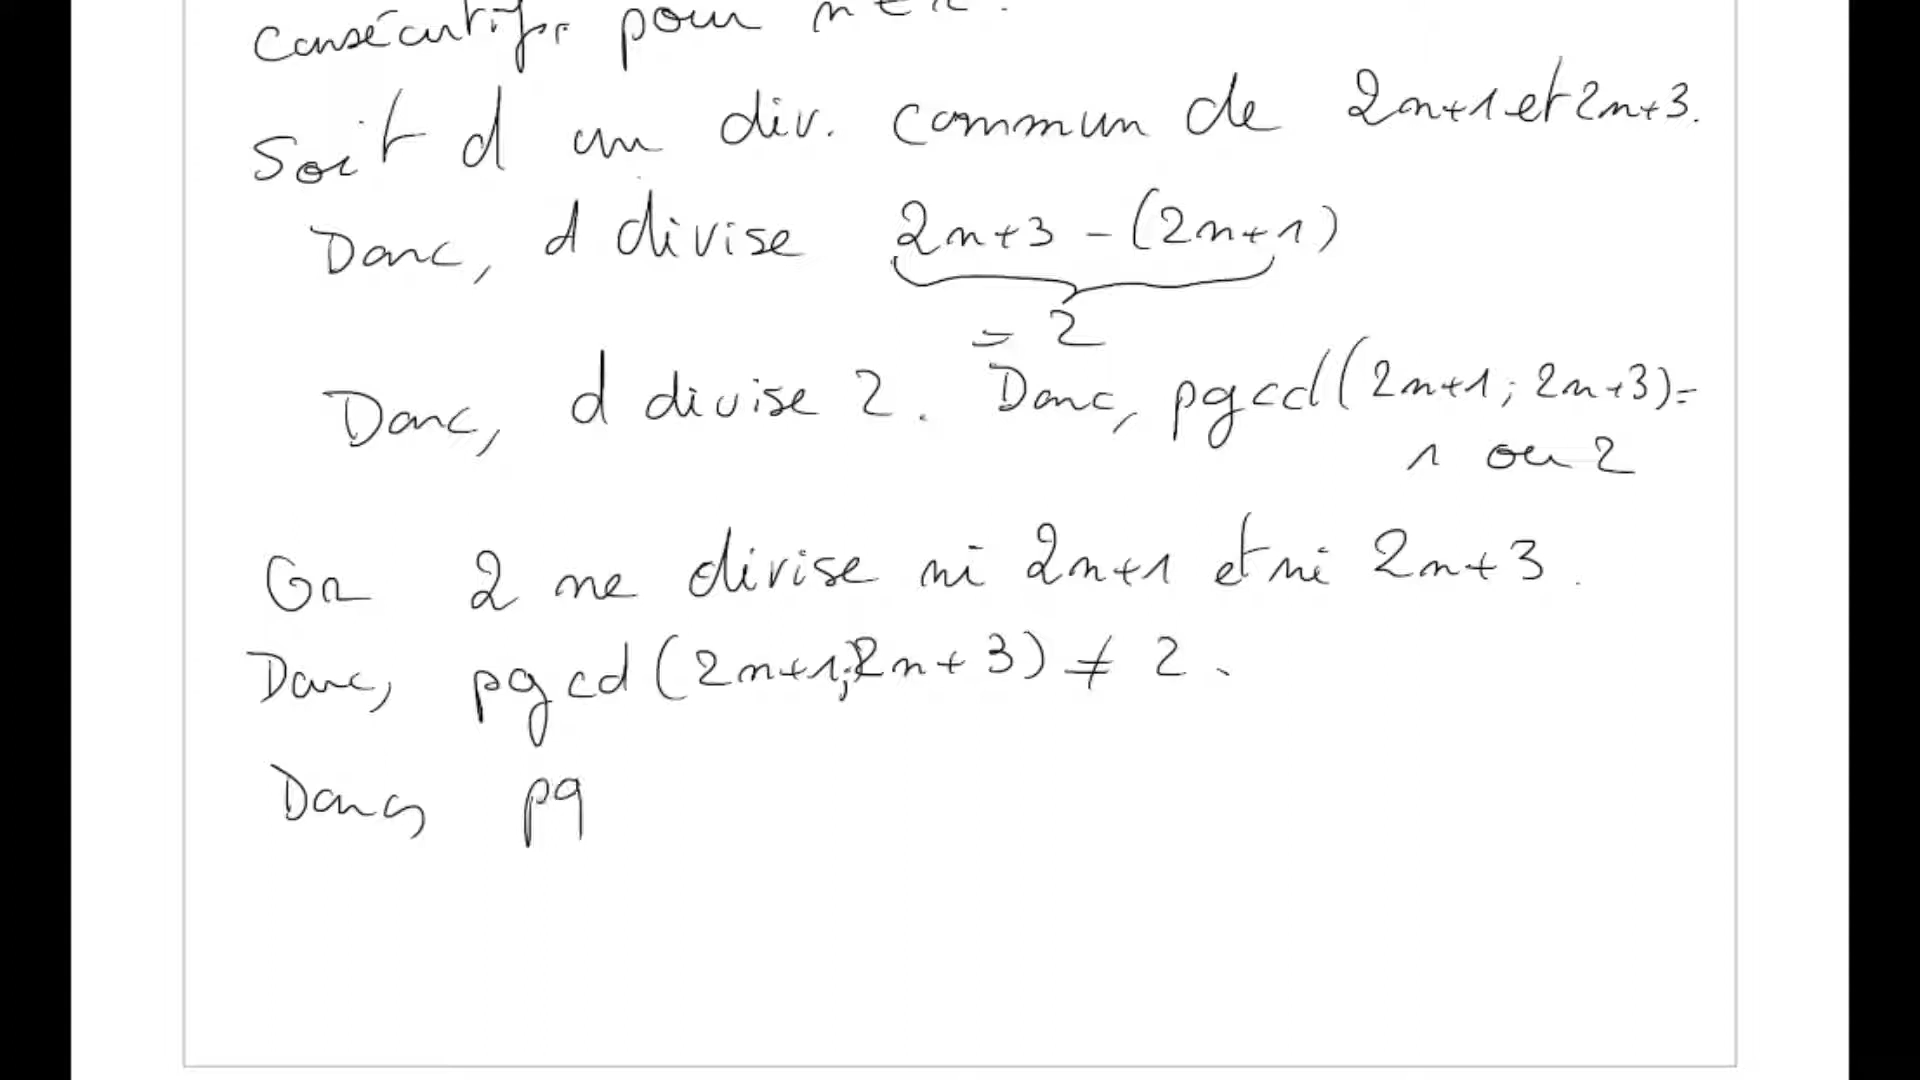 consécutifs pour n ∈
Soit d un div. commun de 2n+1 et 2n+3.
Donc, d divise 2n+3 - (2n+1)
= 2
Donc, d divise 2. Donc, pgcd(2n+1; 2n+3)=
1 ou 2
Or 2 ne divise ni 2n+1 et ni 2n+3.
Donc, pgcd(2n+1;2n+3) ≠ 2.
Donc, pg